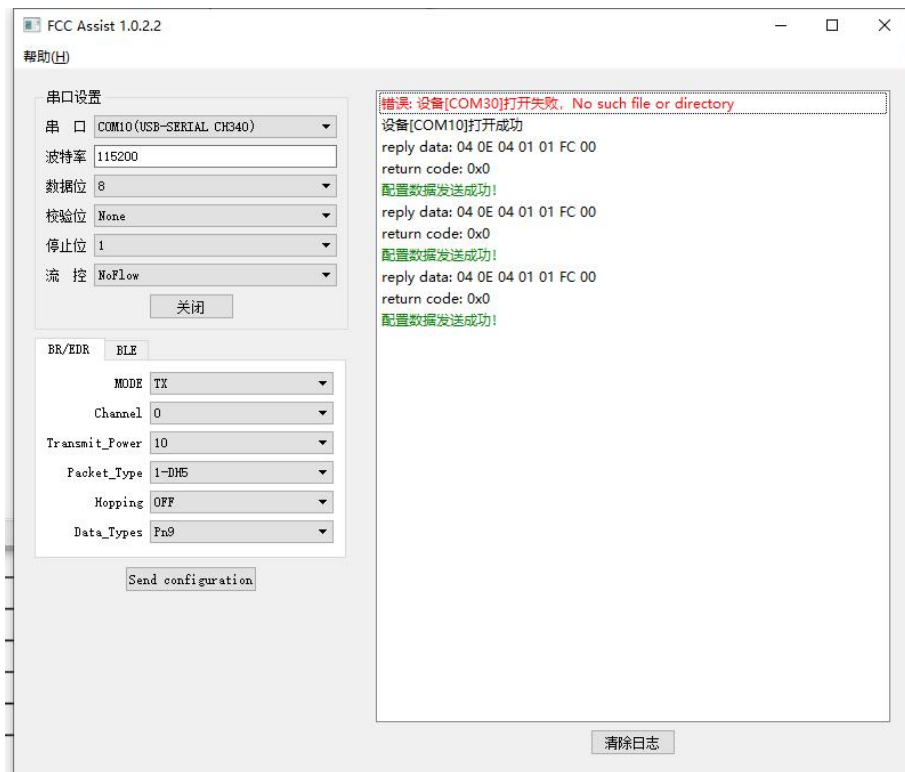 FCC Assist 1.0.2.2
帮助(H)
串口设置
串 口 COM10(USB-SERIAL CH340)
波特率 115200
数据位 8
校验位 None
停止位 1
流 控 NoFlow
关闭
BR/EDR BLE
MODE TX
Channel 0
Transmit_Power 10
Packet_Type 1-DH5
Hopping OFF
Data_Types Pn9
Send configuration
错误: 设备[COM30]打开失败, No such file or directory
设备[COM10]打开成功
reply data: 04 0E 04 01 01 FC 00
return code: 0x0
配置数据发送成功!
reply data: 04 0E 04 01 01 FC 00
return code: 0x0
配置数据发送成功!
reply data: 04 0E 04 01 01 FC 00
return code: 0x0
配置数据发送成功!
清除日志